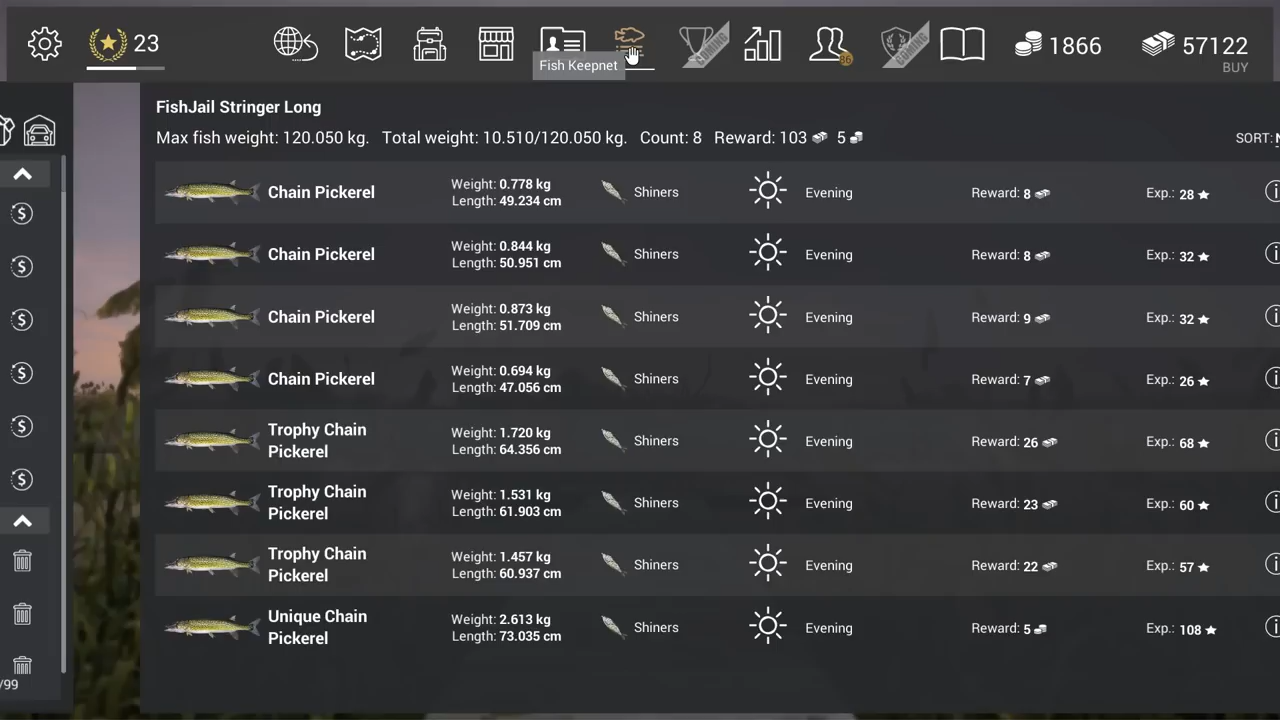 23
1866
57122
BUY
Fish Keepnet
FishJail Stringer Long
Max fish weight: 120.050 kg. Total weight: 10.510/120.050 kg. Count: 8 Reward: 103 5
SORT:
Chain Pickerel
Weight: 0.778 kg
Length: 49.234 cm
Shiners
Evening
Reward: 8
Exp.: 28
Chain Pickerel
Weight: 0.844 kg
Length: 50.951 cm
Shiners
Evening
Reward: 8
Exp.: 32
Chain Pickerel
Weight: 0.873 kg
Length: 51.709 cm
Shiners
Evening
Reward: 9
Exp.: 32
Chain Pickerel
Weight: 0.694 kg
Length: 47.056 cm
Shiners
Evening
Reward: 7
Exp.: 26
Trophy Chain
Pickerel
Weight: 1.720 kg
Length: 64.356 cm
Shiners
Evening
Reward: 26
Exp.: 68
Trophy Chain
Pickerel
Weight: 1.531 kg
Length: 61.903 cm
Shiners
Evening
Reward: 23
Exp.: 60
Trophy Chain
Pickerel
Weight: 1.457 kg
Length: 60.937 cm
Shiners
Evening
Reward: 22
Exp.: 57
Unique Chain
Pickerel
Weight: 2.613 kg
Length: 73.035 cm
Shiners
Evening
Reward: 5
Exp.: 108
/99